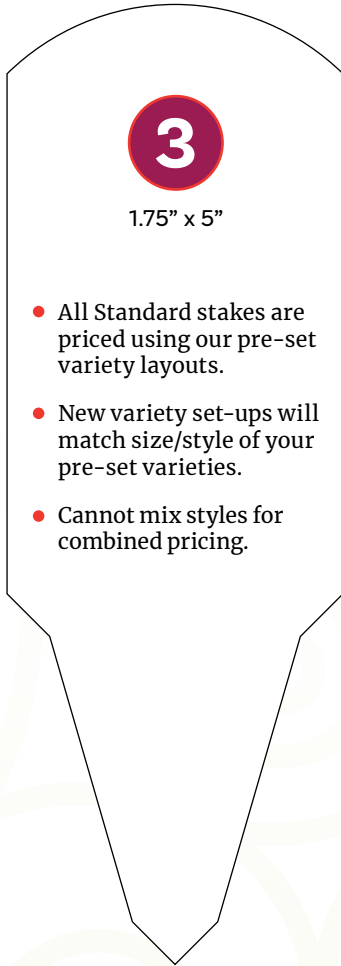 3
1.75” x 5”
• All Standard stakes are
priced using our pre-set
variety layouts.
• New variety set-ups will
match size/style of your
pre-set varieties.
• Cannot mix styles for
combined pricing.